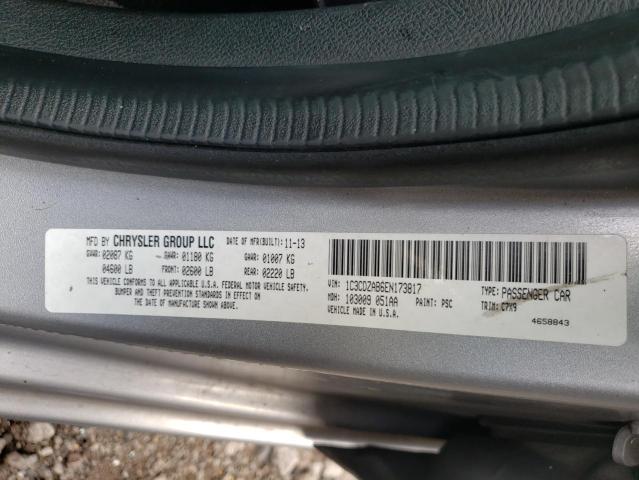 MFD BY CHRYSLER GROUP LLC DATE OF MFR(BUILT): 11-13
GVWR: 02087 KG GAWR: 01180 KG GAWR: 01007 KG
04600 LB FRONT: 02600 LB REAR: 02220 LB
THIS VEHICLE CONFORMS TO ALL APPLICABLE U.S.A. FEDERAL MOTOR VEHICLE SAFETY,
BUMPER AND THEFT PREVENTION STANDARDS IN EFFECT ON
THE DATE OF MANUFACTURE SHOWN ABOVE.
VIN: 1C3CDZAB6EN173817 TYPE: PASSENGER CAR
MDH: 103009 051AA PAINT: PSC TRIM: C7X9
VEHICLE MADE IN U.S.A.
4658843